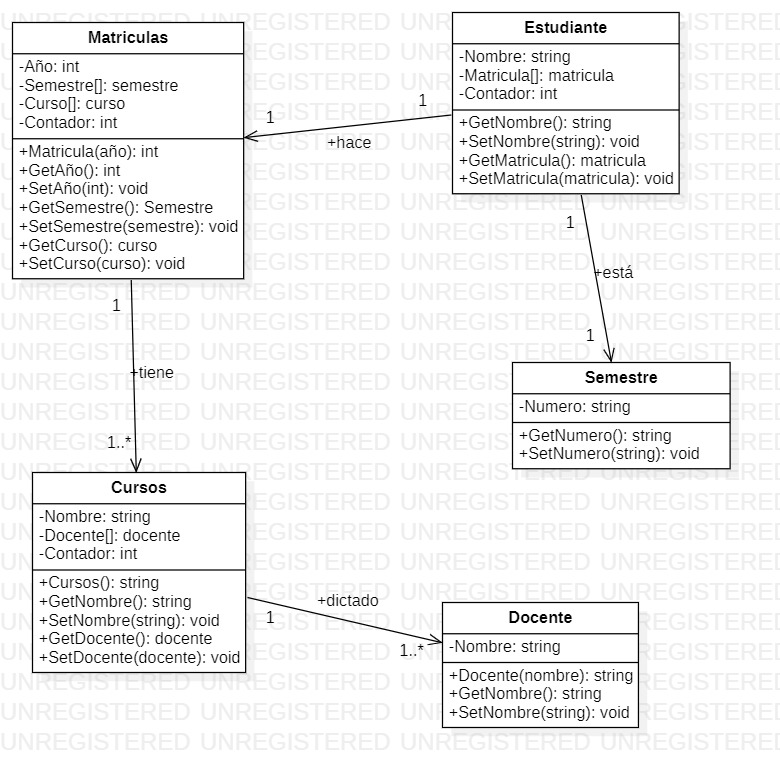 Matriculas
-Año: int
-Semestre[]: semestre
-Curso[]: curso
-Contador: int
+Matricula(año): int
+GetAño(): int
+SetAño(int): void
+GetSemestre(): Semestre
+SetSemestre(semestre): void
+GetCurso(): curso
+SetCurso(curso): void
Estudiante
-Nombre: string
-Matricula[]: matricula
-Contador: int
+GetNombre(): string
+SetNombre(string): void
+GetMatricula(): matricula
+SetMatricula(matricula): void
1
1
+hace
1
+está
1
1
+tiene
1..*
Semestre
-Numero: string
+GetNumero(): string
+SetNumero(string): void
Cursos
-Nombre: string
-Docente[]: docente
-Contador: int
+Cursos(): string
+GetNombre(): string
+SetNombre(string): void
+GetDocente(): docente
+SetDocente(docente): void
+dictado
1
1..*
Docente
-Nombre: string
+Docente(nombre): string
+GetNombre(): string
+SetNombre(string): void
UNREGISTERED UNREGISTERED UNREGISTERED UNREGISTERED